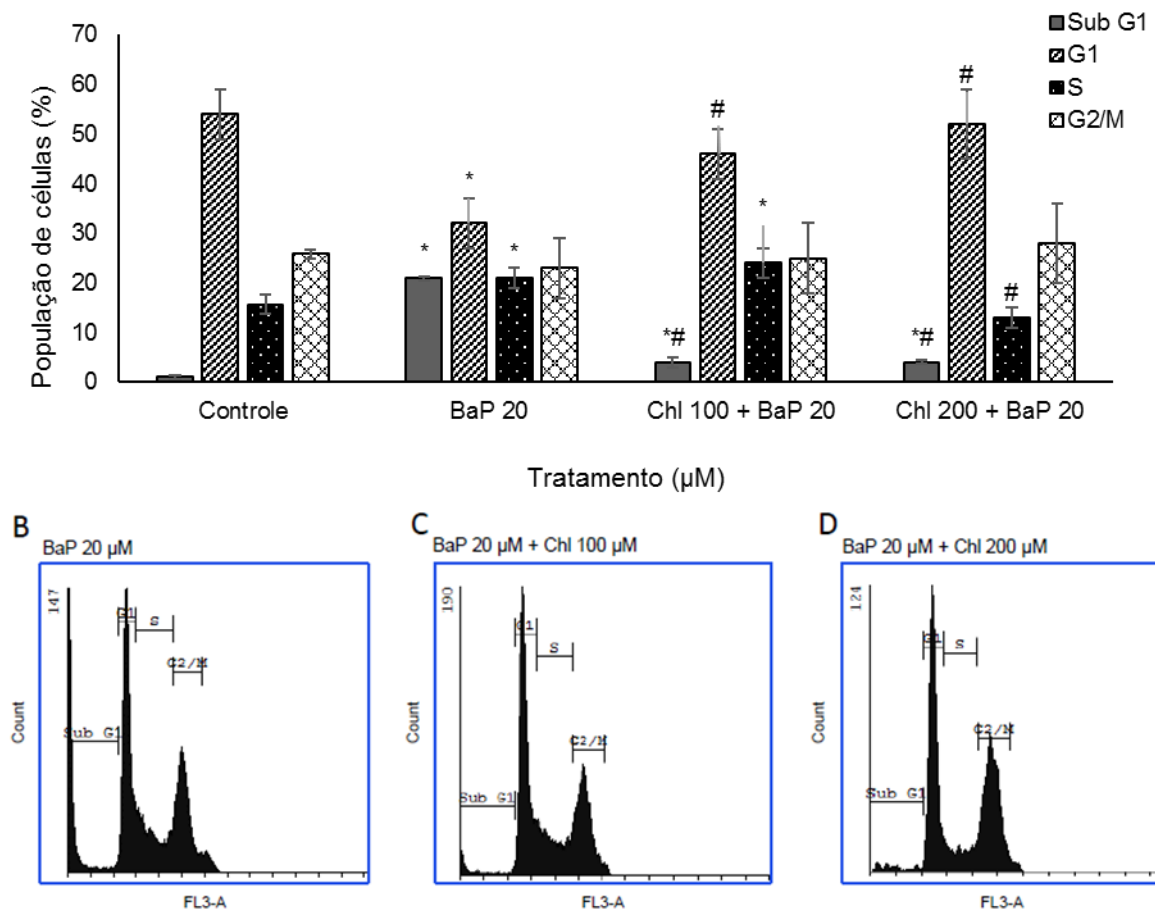 População de células (%)
70
60
50
40
30
20
10
0
Sub G1
G1
S
G2/M
#
#
*
*
*
*
*#
#
*#
Controle
BaP 20
Chl 100 + BaP 20
Chl 200 + BaP 20
Tratamento (µM)
B
BaP 20 µM
147
Count
G1
S
G2/M
Sub G1
FL3-A
C
BaP 20 µM + Chl 100 µM
190
Count
G1
S
G2/M
Sub G1
FL3-A
D
BaP 20 µM + Chl 200 µM
124
Count
G1
S
G2/M
Sub G1
FL3-A